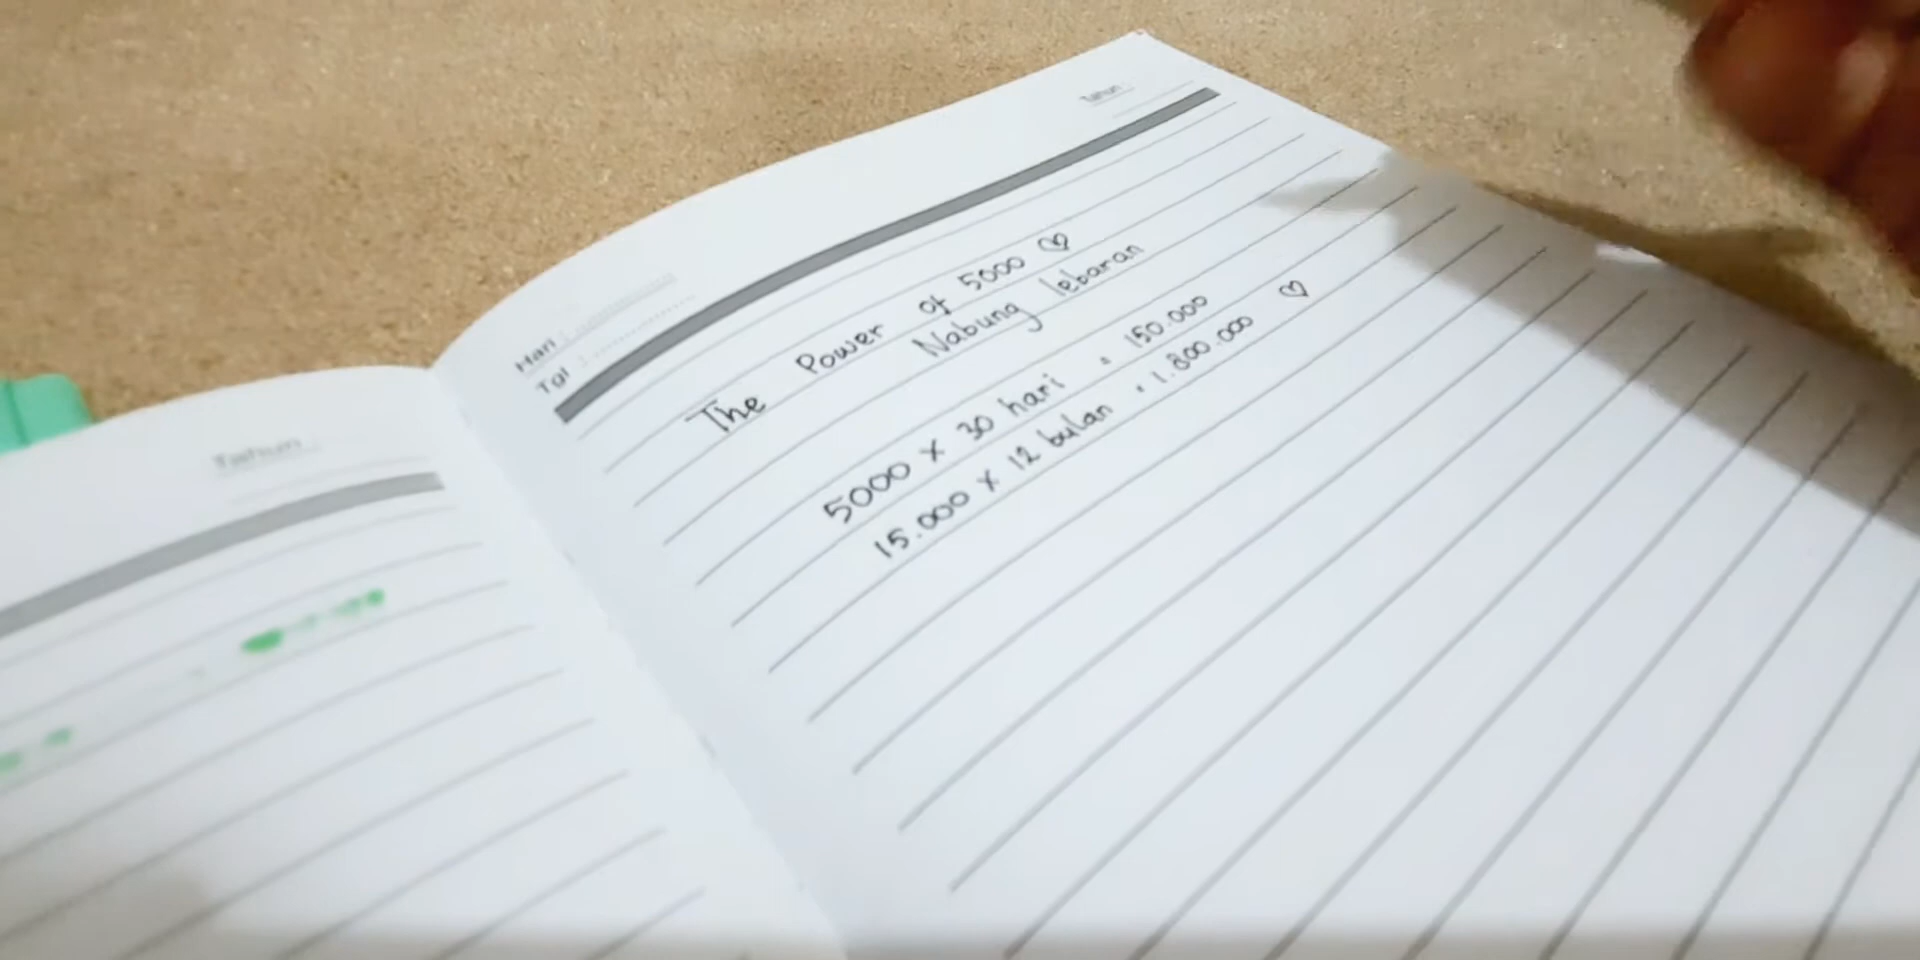 Tahun
Hari :
Tgl :
Tahun
The Power of 5000 ♡
Nabung lebaran
5000 x 30 hari = 150.000
15.000 x 12 bulan = 1.800.000 ♡